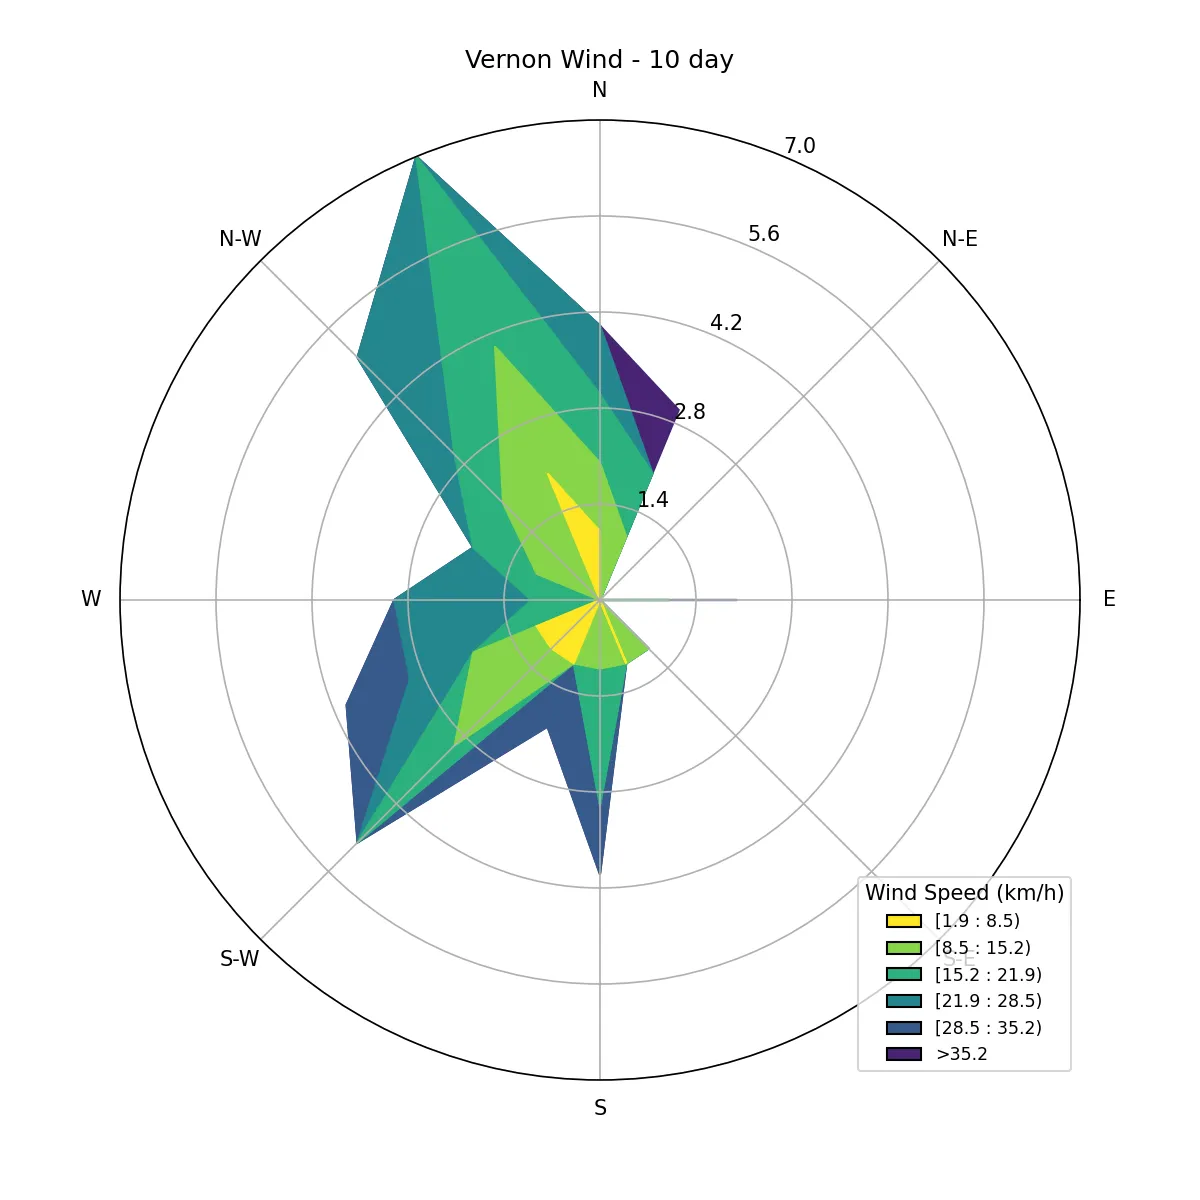 Vernon Wind - 10 day
N
7.0
N-W
5.6
N-E
4.2
2.8
1.4
W
E
S-W
S-E
S
Wind Speed (km/h)
[1.9 : 8.5)
[8.5 : 15.2)
[15.2 : 21.9)
[21.9 : 28.5)
[28.5 : 35.2)
>35.2